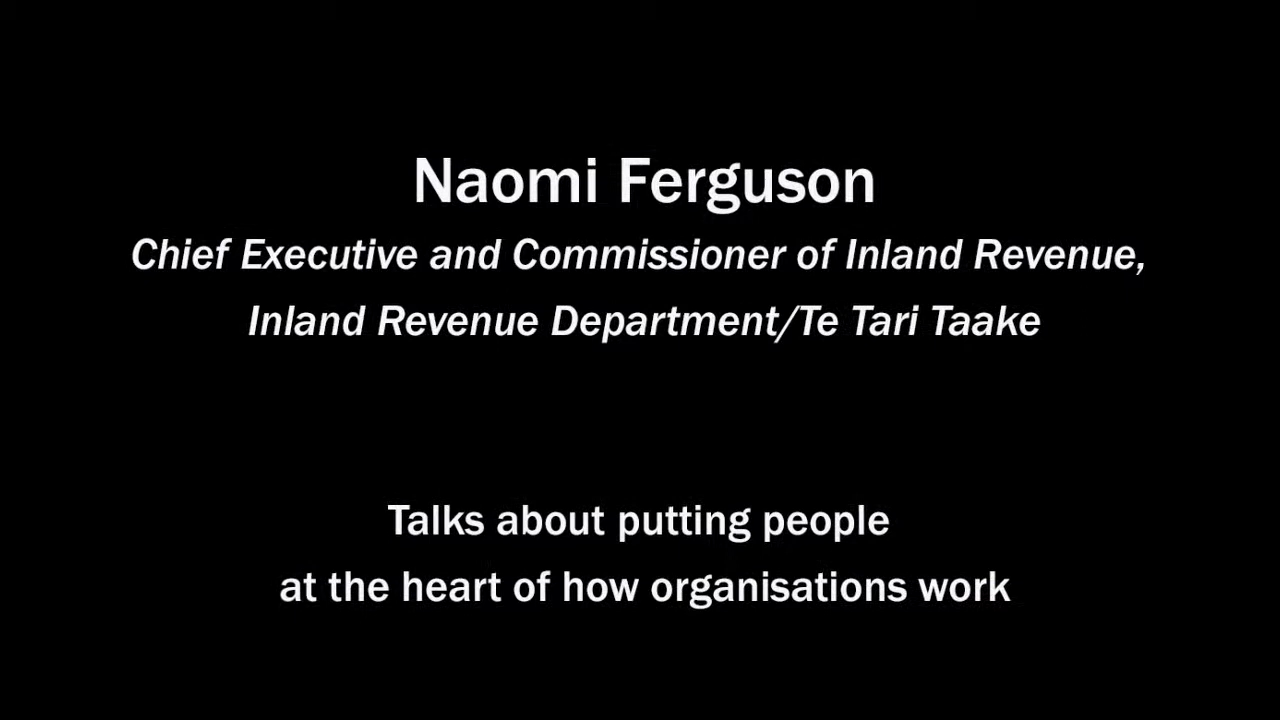 Naomi Ferguson
Chief Executive and Commissioner of Inland Revenue,
Inland Revenue Department/Te Tari Taake
Talks about putting people
at the heart of how organisations work